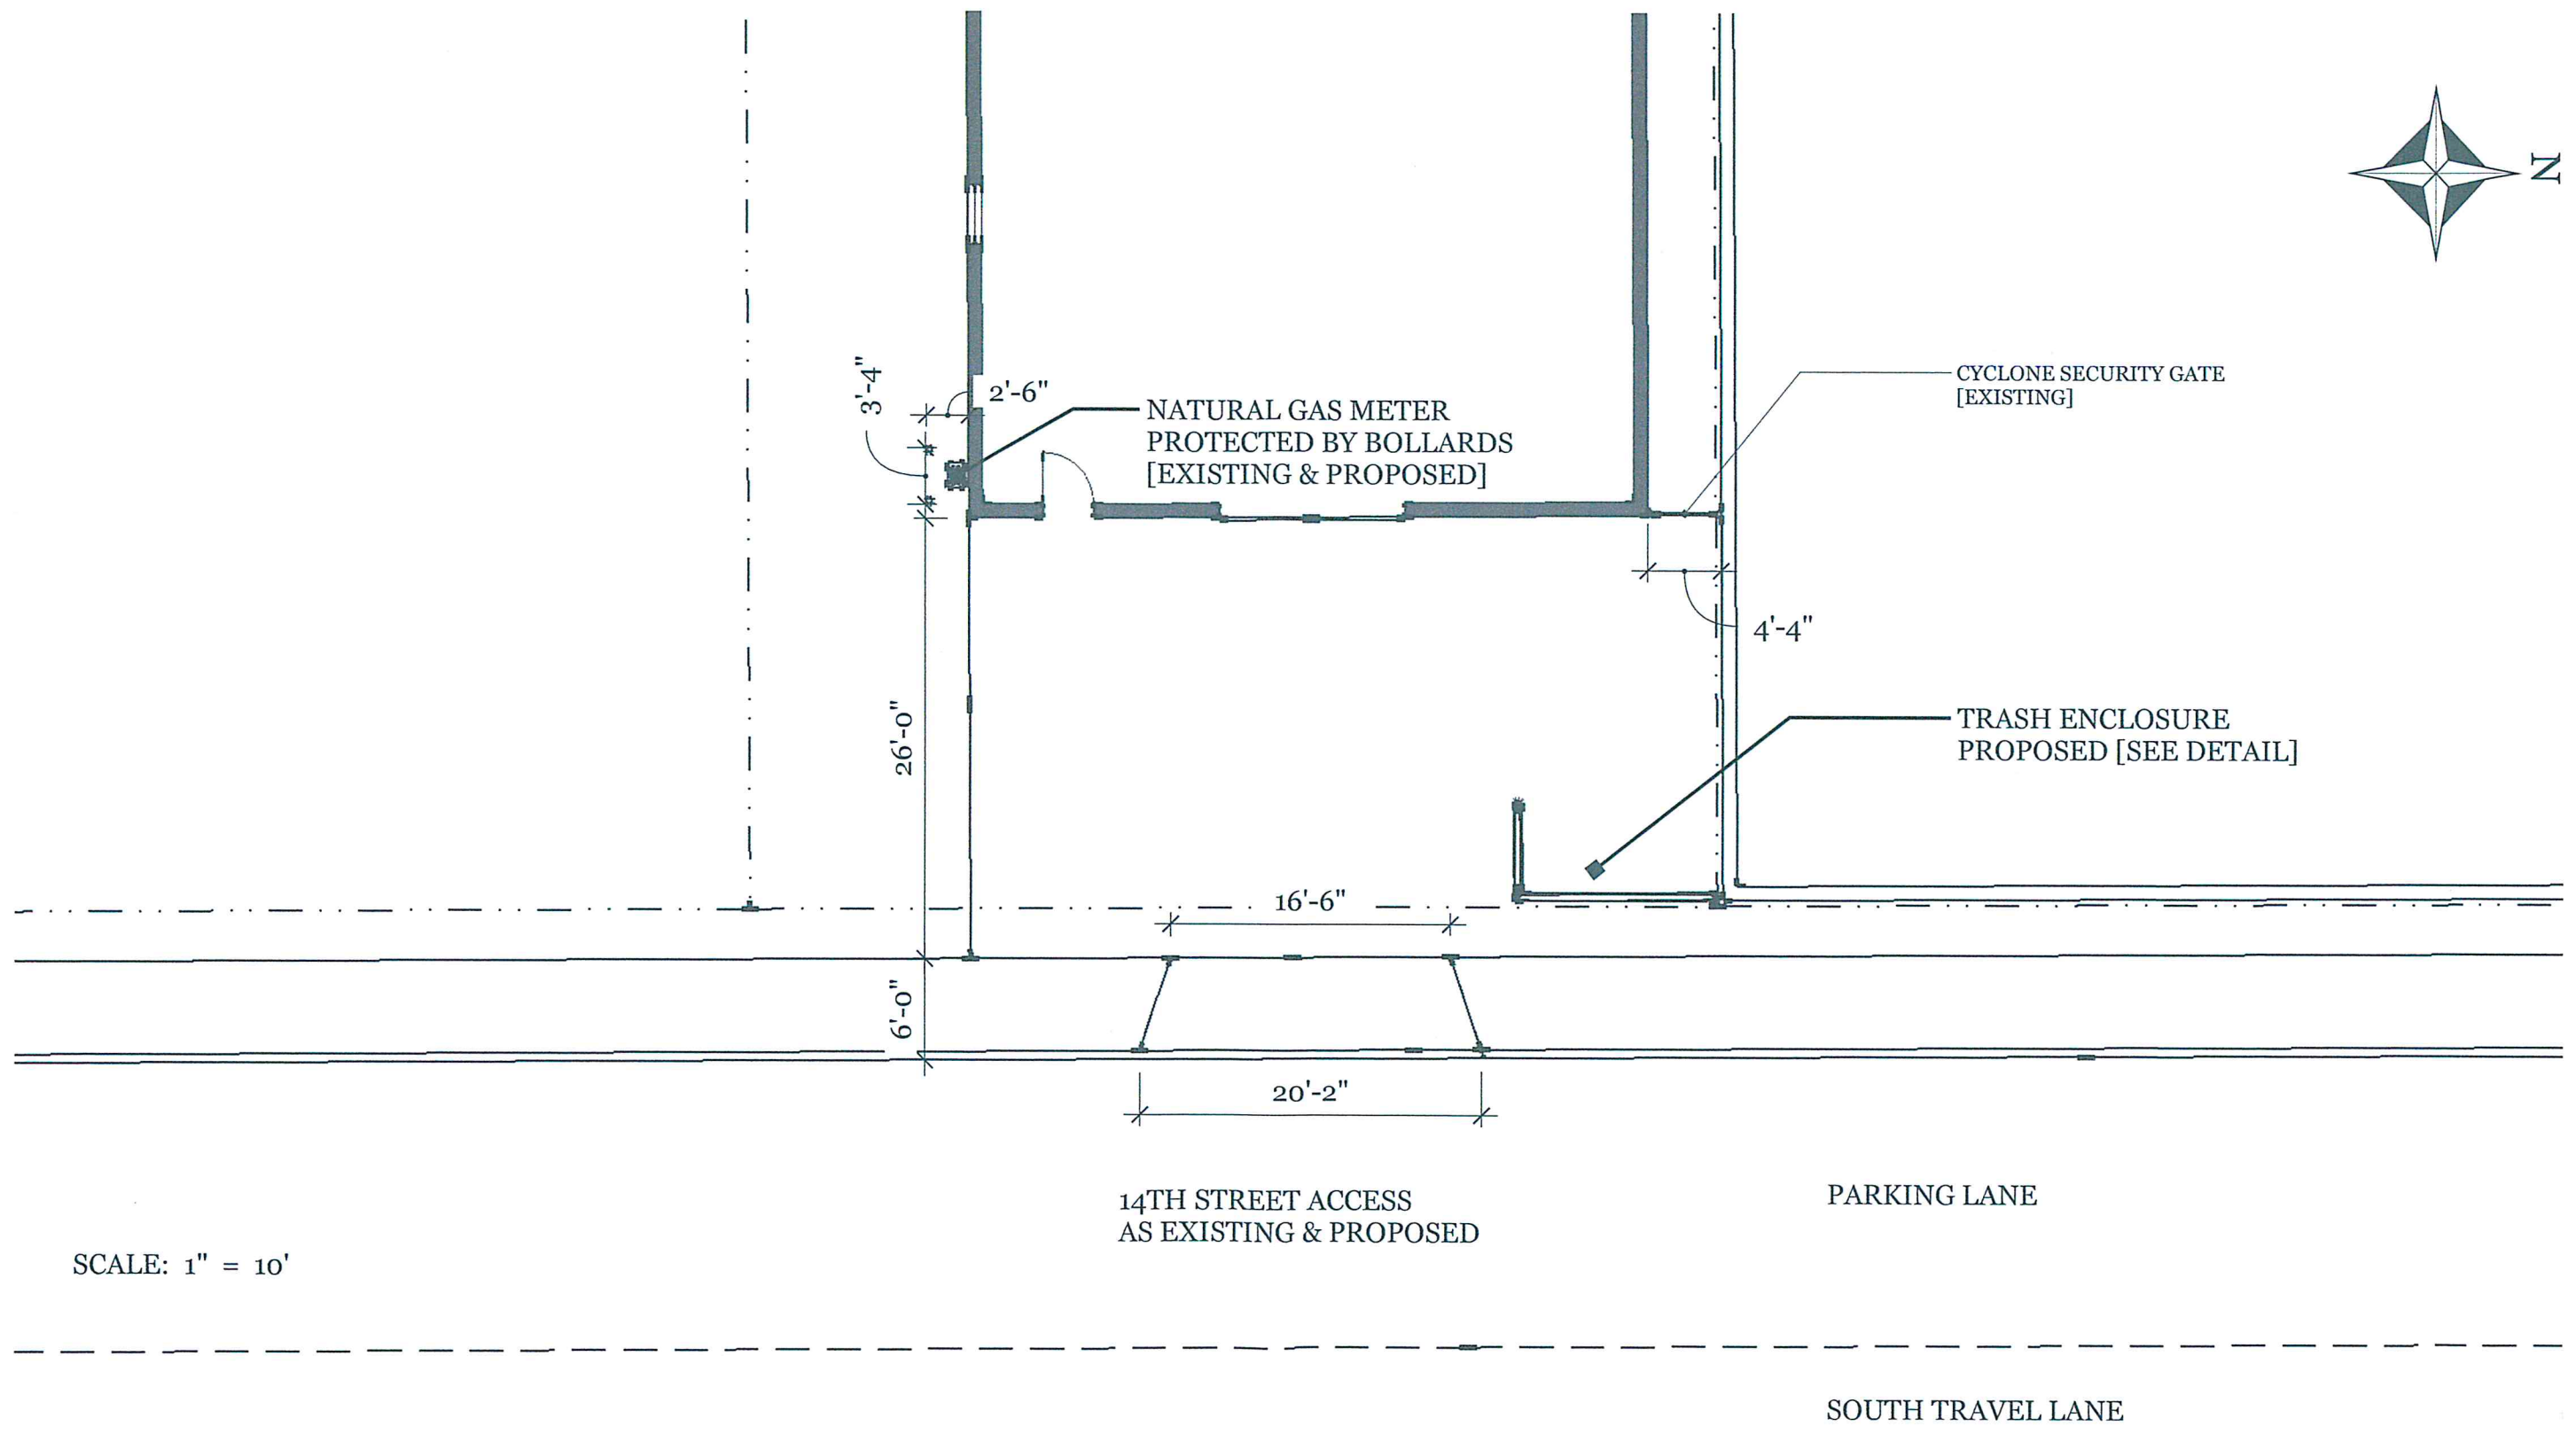 N
3'-4"
2'-6"
NATURAL GAS METER
PROTECTED BY BOLLARDS
[EXISTING & PROPOSED]
CYCLONE SECURITY GATE
[EXISTING]
4'-4"
26'-0"
TRASH ENCLOSURE
PROPOSED [SEE DETAIL]
16'-6"
6'-0"
20'-2"
14TH STREET ACCESS
AS EXISTING & PROPOSED
PARKING LANE
SCALE: 1" = 10'
SOUTH TRAVEL LANE